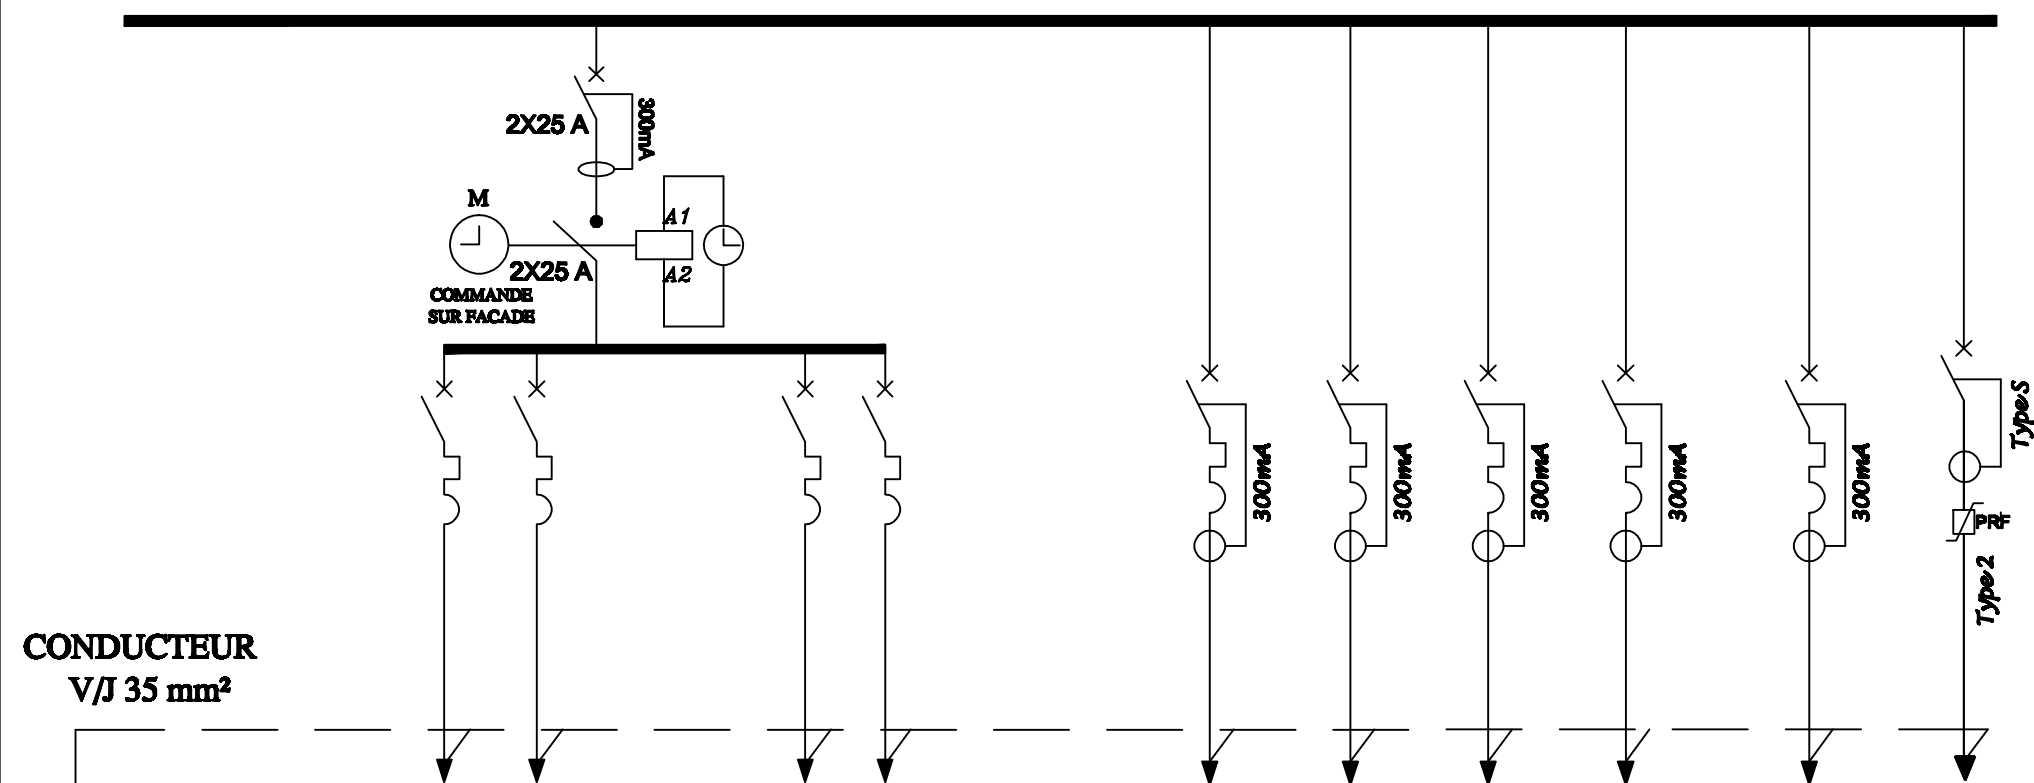 2X25 A
300mA
M
A1
A2
2X25 A
COMMANDE
SUR FACADE
300mA
300mA
300mA
300mA
300mA
Type S
PRF
Type 2
CONDUCTEUR
V/J 35 mm²